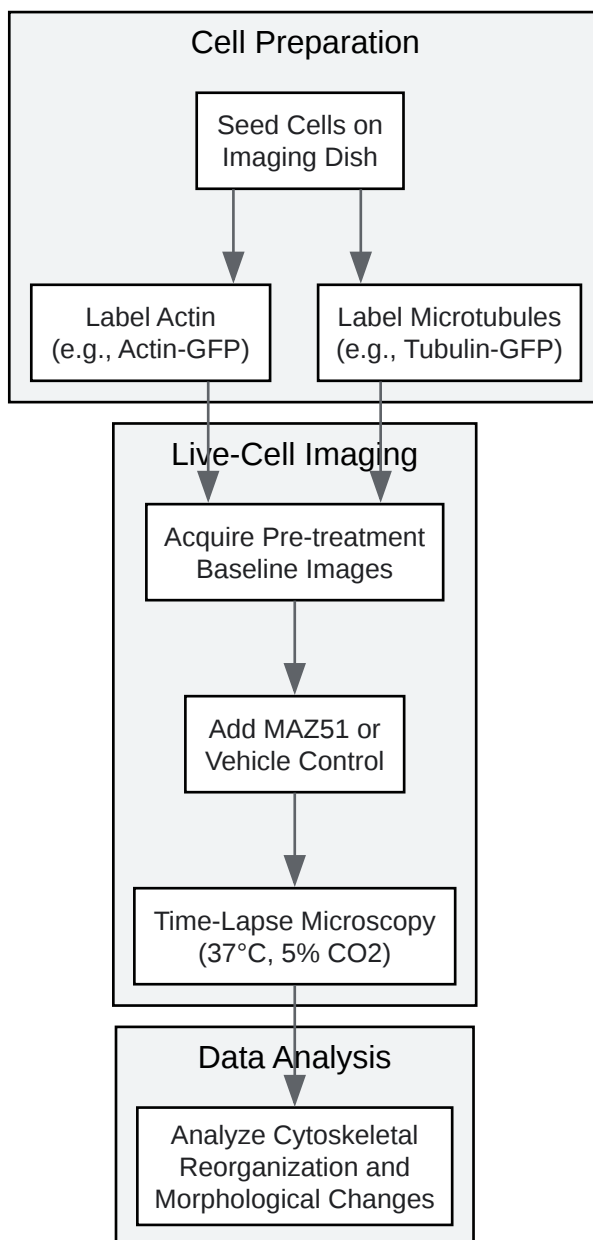 Cell Preparation
Seed Cells on
Imaging Dish
Label Actin
(e.g., Actin-GFP)
Label Microtubules
(e.g., Tubulin-GFP)
Live-Cell Imaging
Acquire Pre-treatment
Baseline Images
Add MAZ51 or
Vehicle Control
Time-Lapse Microscopy
(37°C, 5% CO2)
Data Analysis
Analyze Cytoskeletal
Reorganization and
Morphological Changes